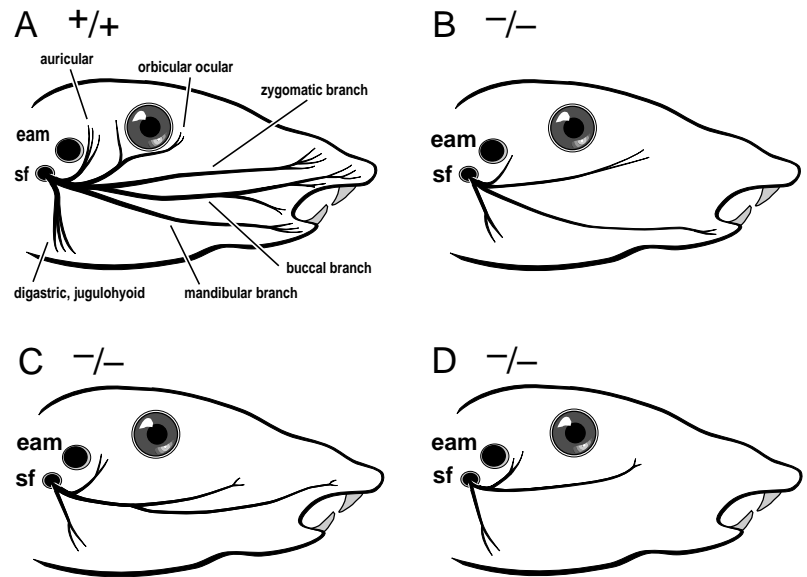 A +/+
auricular
orbicular ocular
zygomatic branch
eam
sf
buccal branch
digastric, jugulohyoid
mandibular branch
B –/–
eam
sf
C –/–
eam
sf
D –/–
eam
sf